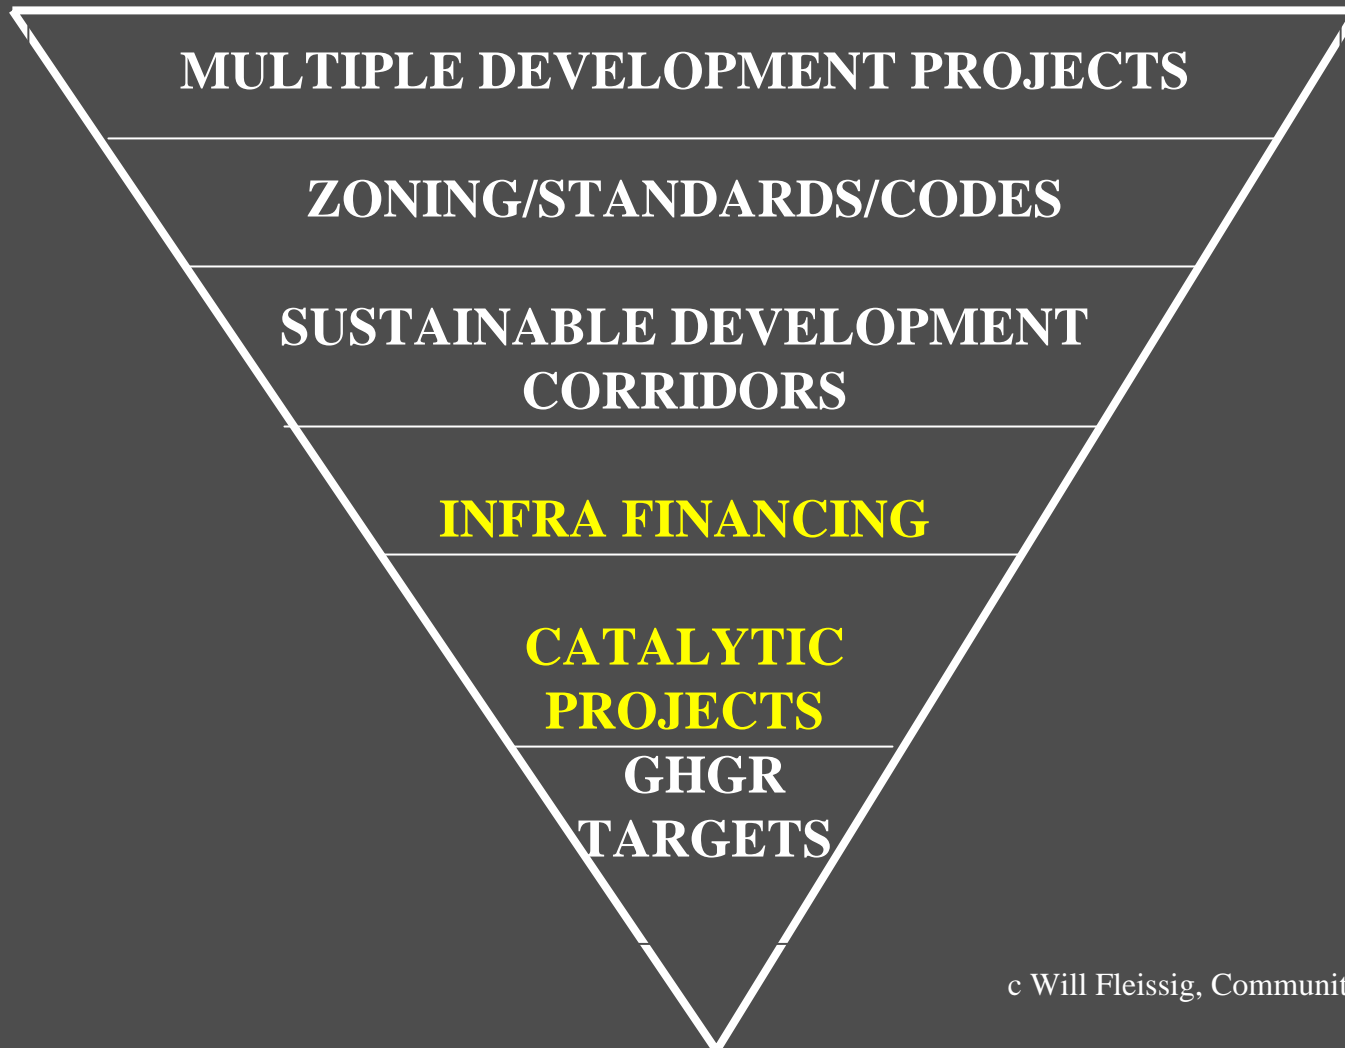 MULTIPLE DEVELOPMENT PROJECTS
ZONING/STANDARDS/CODES
SUSTAINABLE DEVELOPMENT
CORRIDORS
INFRA FINANCING
CATALYTIC
PROJECTS
GHGR
TARGETS
c Will Fleissig, Communit